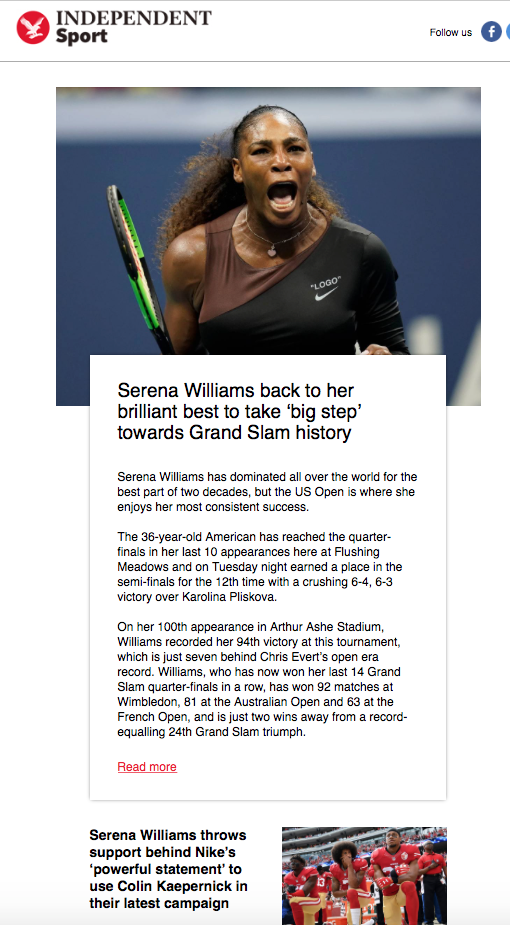 INDEPENDENT
Sport
Follow us
f
"LOGO"
Serena Williams back to her
brilliant best to take ‘big step’
towards Grand Slam history
Serena Williams has dominated all over the world for the
best part of two decades, but the US Open is where she
enjoys her most consistent success.
The 36-year-old American has reached the quarter-
finals in her last 10 appearances here at Flushing
Meadows and on Tuesday night earned a place in the
semi-finals for the 12th time with a crushing 6-4, 6-3
victory over Karolina Pliskova.
On her 100th appearance in Arthur Ashe Stadium,
Williams recorded her 94th victory at this tournament,
which is just seven behind Chris Evert’s open era
record. Williams, who has now won her last 14 Grand
Slam quarter-finals in a row, has won 92 matches at
Wimbledon, 81 at the Australian Open and 63 at the
French Open, and is just two wins away from a record-
equalling 24th Grand Slam triumph.
Read more
Serena Williams throws
support behind Nike’s
‘powerful statement’ to
use Colin Kaepernick in
their latest campaign